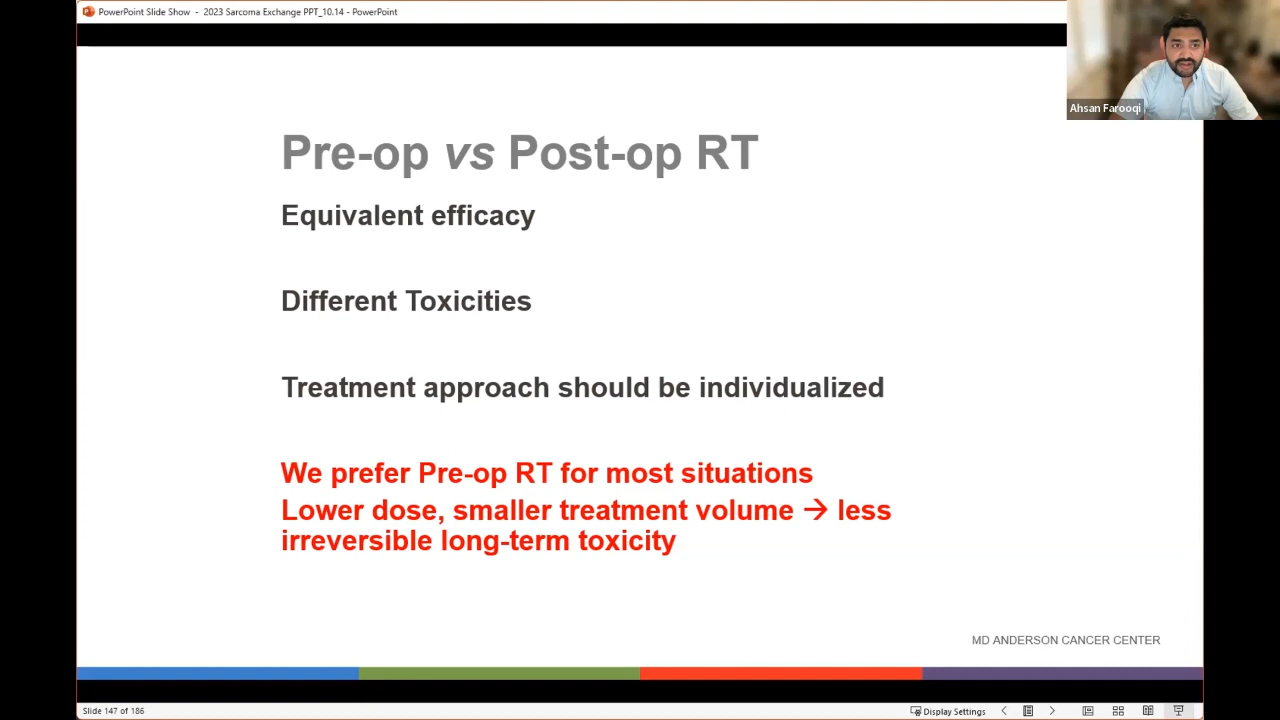 PowerPoint Slide Show - 2023 Sarcoma Exchange PPT_10.14 - PowerPoint
Ahsan Farooqi
Pre-op vs Post-op RT
Equivalent efficacy
Different Toxicities
Treatment approach should be individualized
We prefer Pre-op RT for most situations
Lower dose, smaller treatment volume → less
irreversible long-term toxicity
MD ANDERSON CANCER CENTER
Slide 147 of 186
Display Settings